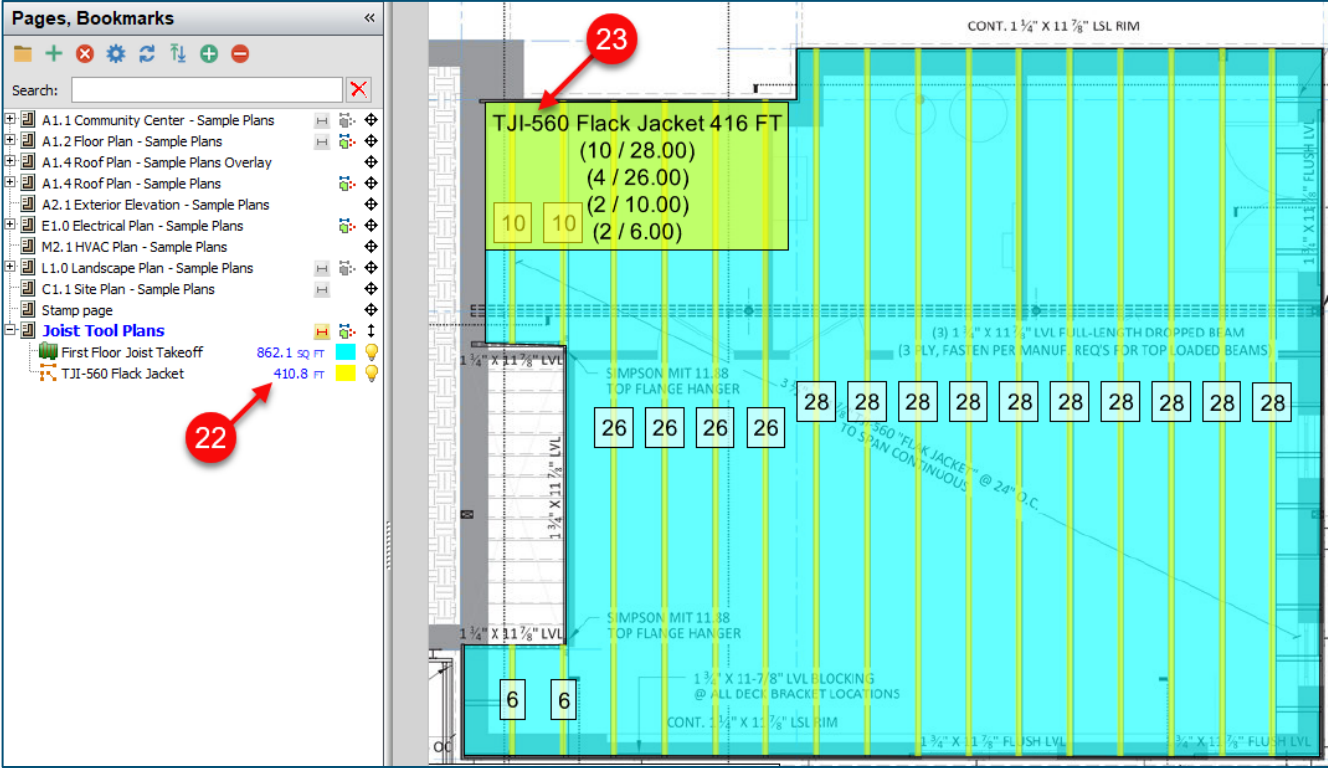 Pages, Bookmarks
«
Search:
A1.1 Community Center - Sample Plans
A1.2 Floor Plan - Sample Plans
A1.4 Roof Plan - Sample Plans Overlay
A1.4 Roof Plan - Sample Plans
A2.1 Exterior Elevation - Sample Plans
E1.0 Electrical Plan - Sample Plans
M2.1 HVAC Plan - Sample Plans
L1.0 Landscape Plan - Sample Plans
C1.1 Site Plan - Sample Plans
Stamp page
Joist Tool Plans
First Floor Joist Takeoff 862.1 SQ FT
TJI-560 Flack Jacket 410.8 FT
22
23
CONT. 1 ¼" X 11 ⅞" LSL RIM
TJI-560 Flack Jacket 416 FT
(10 / 28.00)
(4 / 26.00)
(2 / 10.00)
(2 / 6.00)
10 10
1 ¾" X 11 ⅞" FLUSH LVL
(3) 1 ¾" X 11 ⅞" LVL FULL-LENGTH DROPPED BEAM
(3 PLY, FASTEN PER MANUF. REQ'S FOR TOP LOADED BEAMS)
1 ¾" X 11 ⅞" LVL
SIMPSON MIT 11.88
TOP FLANGE HANGER
28 28 28 28 28 28 28 28 28 28
26 26 26 26
TJI-560 "FLAK JACKET" @ 24" O.C.
TO SPAN CONTINUOUS
1 ¾" X 11 ⅞" LVL
SIMPSON MIT 11.88
TOP FLANGE HANGER
1 ¾" X 11 ⅞" LVL
6 6
1 ¾" X 11-7/8" LVL BLOCKING
@ ALL DECK BRACKET LOCATIONS
CONT. 1 ¼" X 11 ⅞" LSL RIM
1 ¾" X 11 ⅞" FLUSH LVL
¾" X 11 ⅞" FLUSH LVL